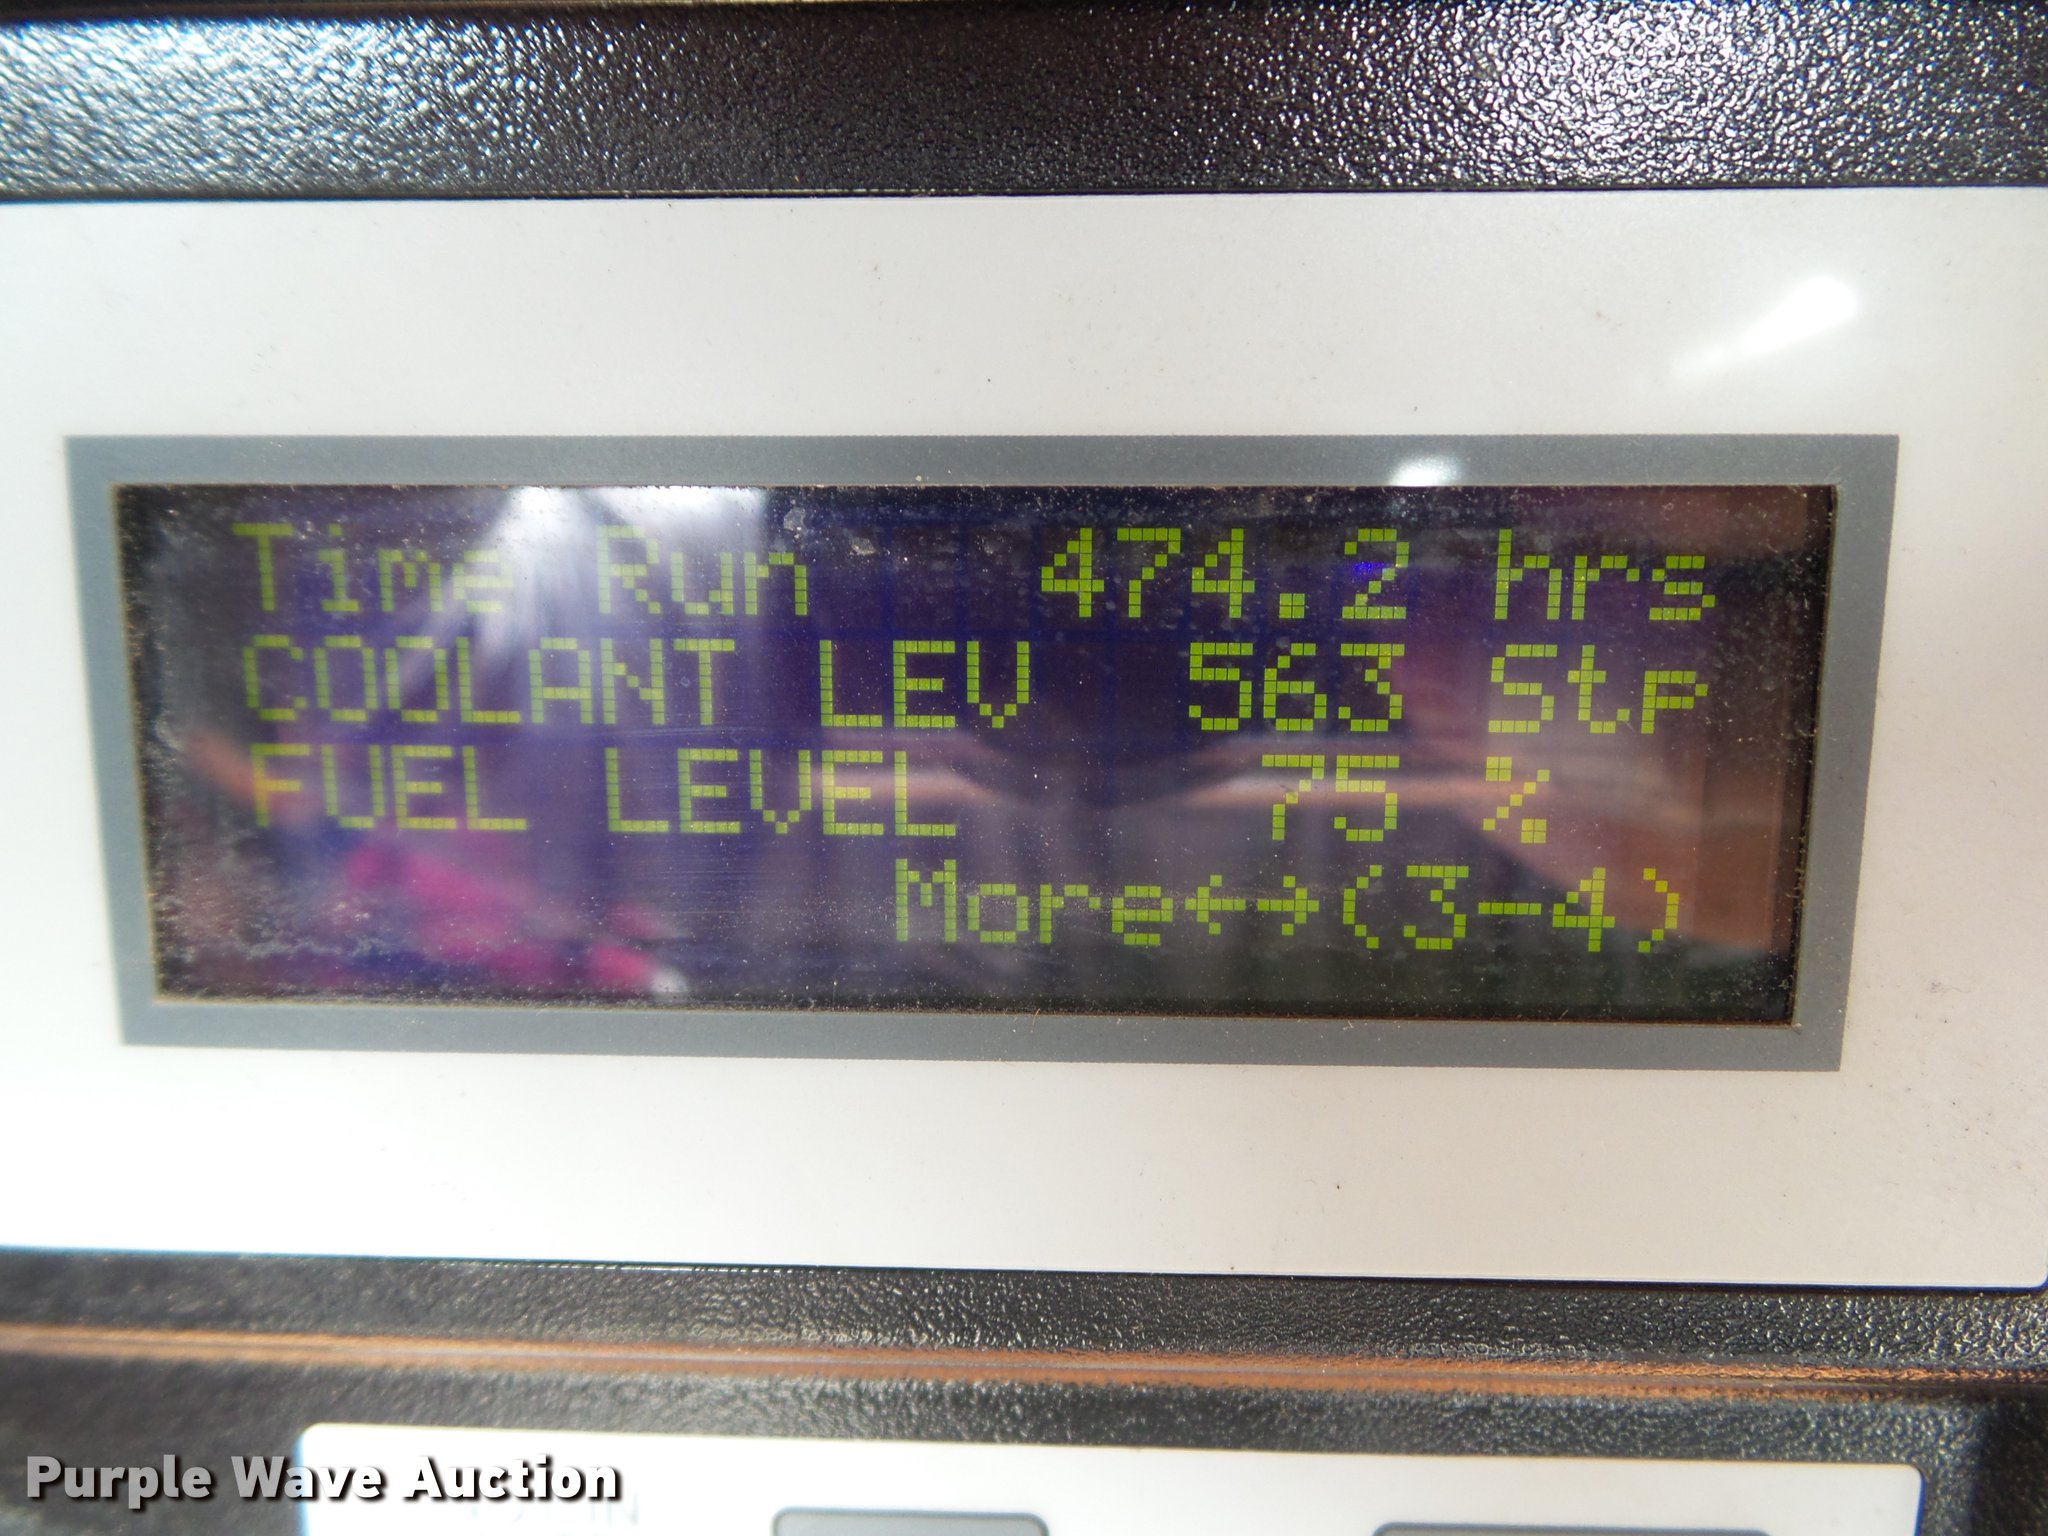 Time Run 474.2 hrs
COOLANT LEV 563 Stp
FUEL LEVEL 75 %
More←→(3-4)
Purple Wave Auction